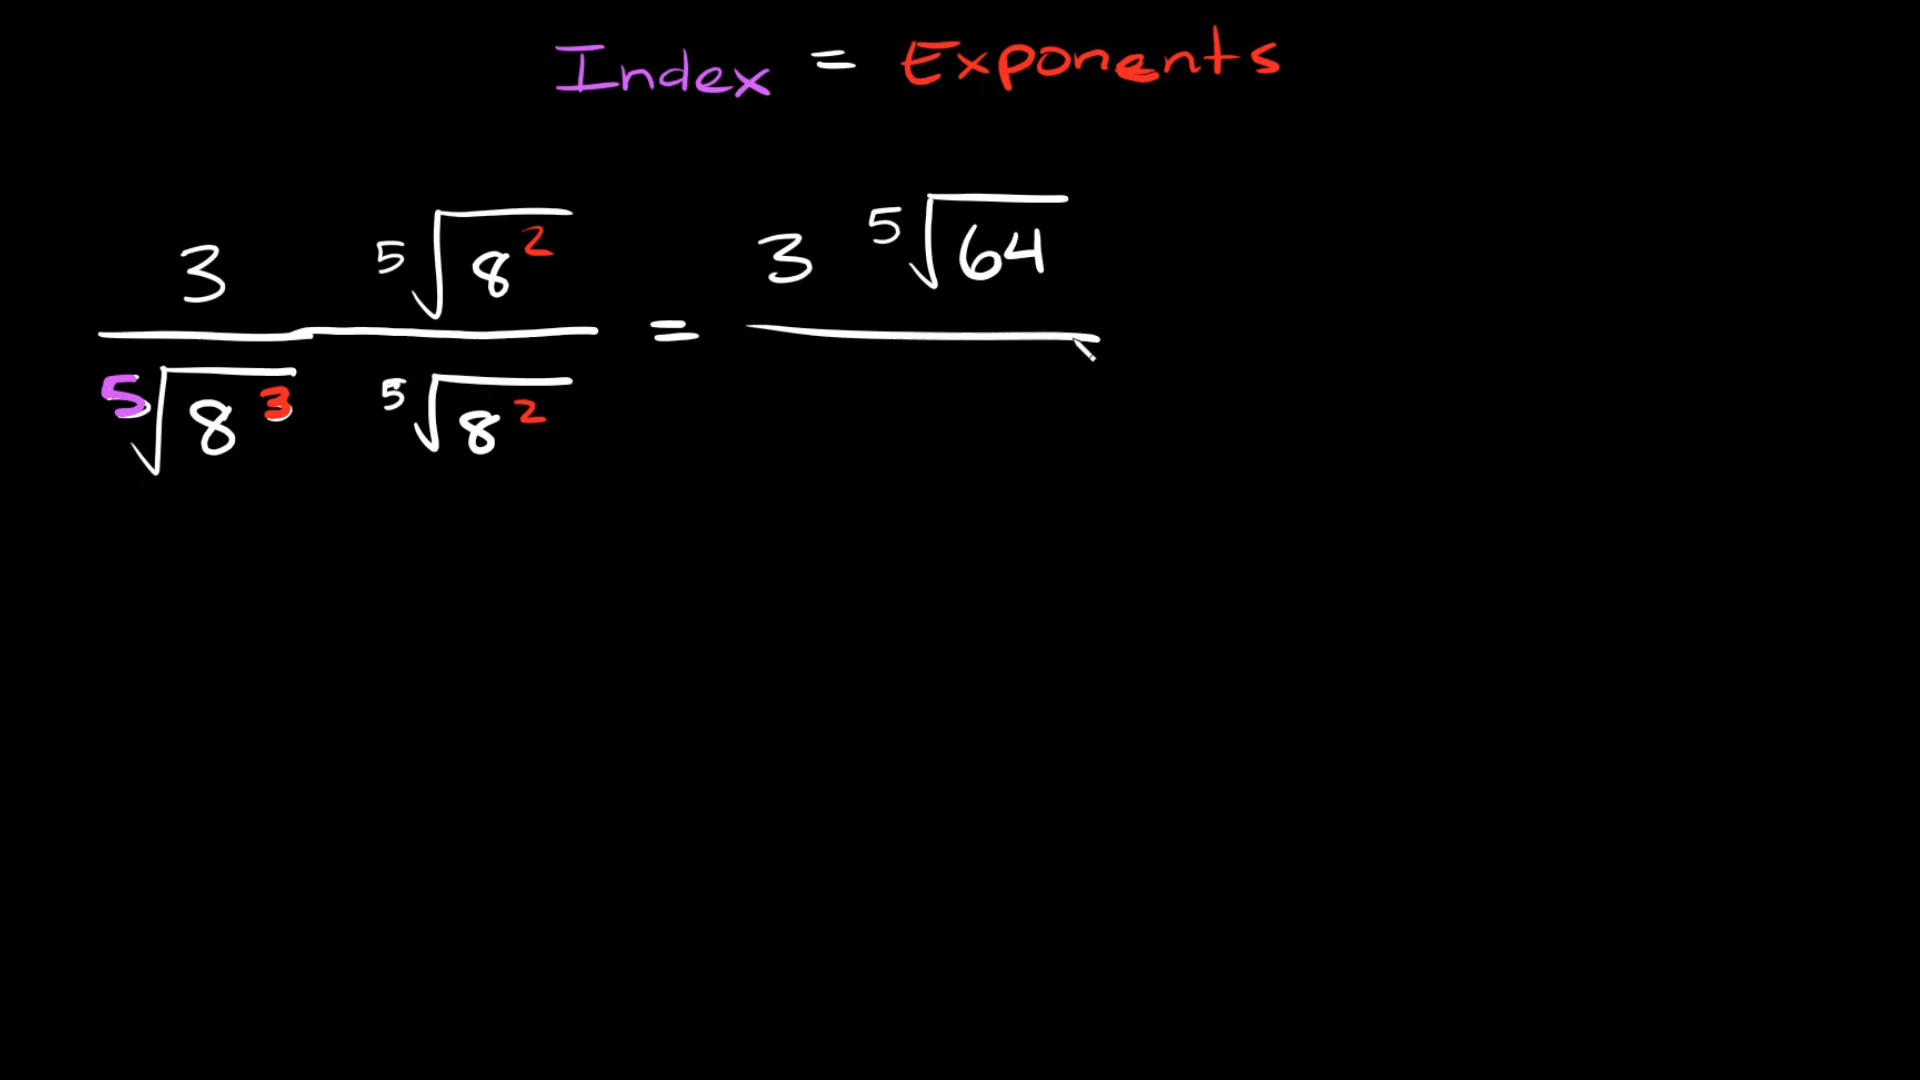 Index = Exponents
3 ⁵√8² = 3 ⁵√64
⁵√8³ ⁵√8²